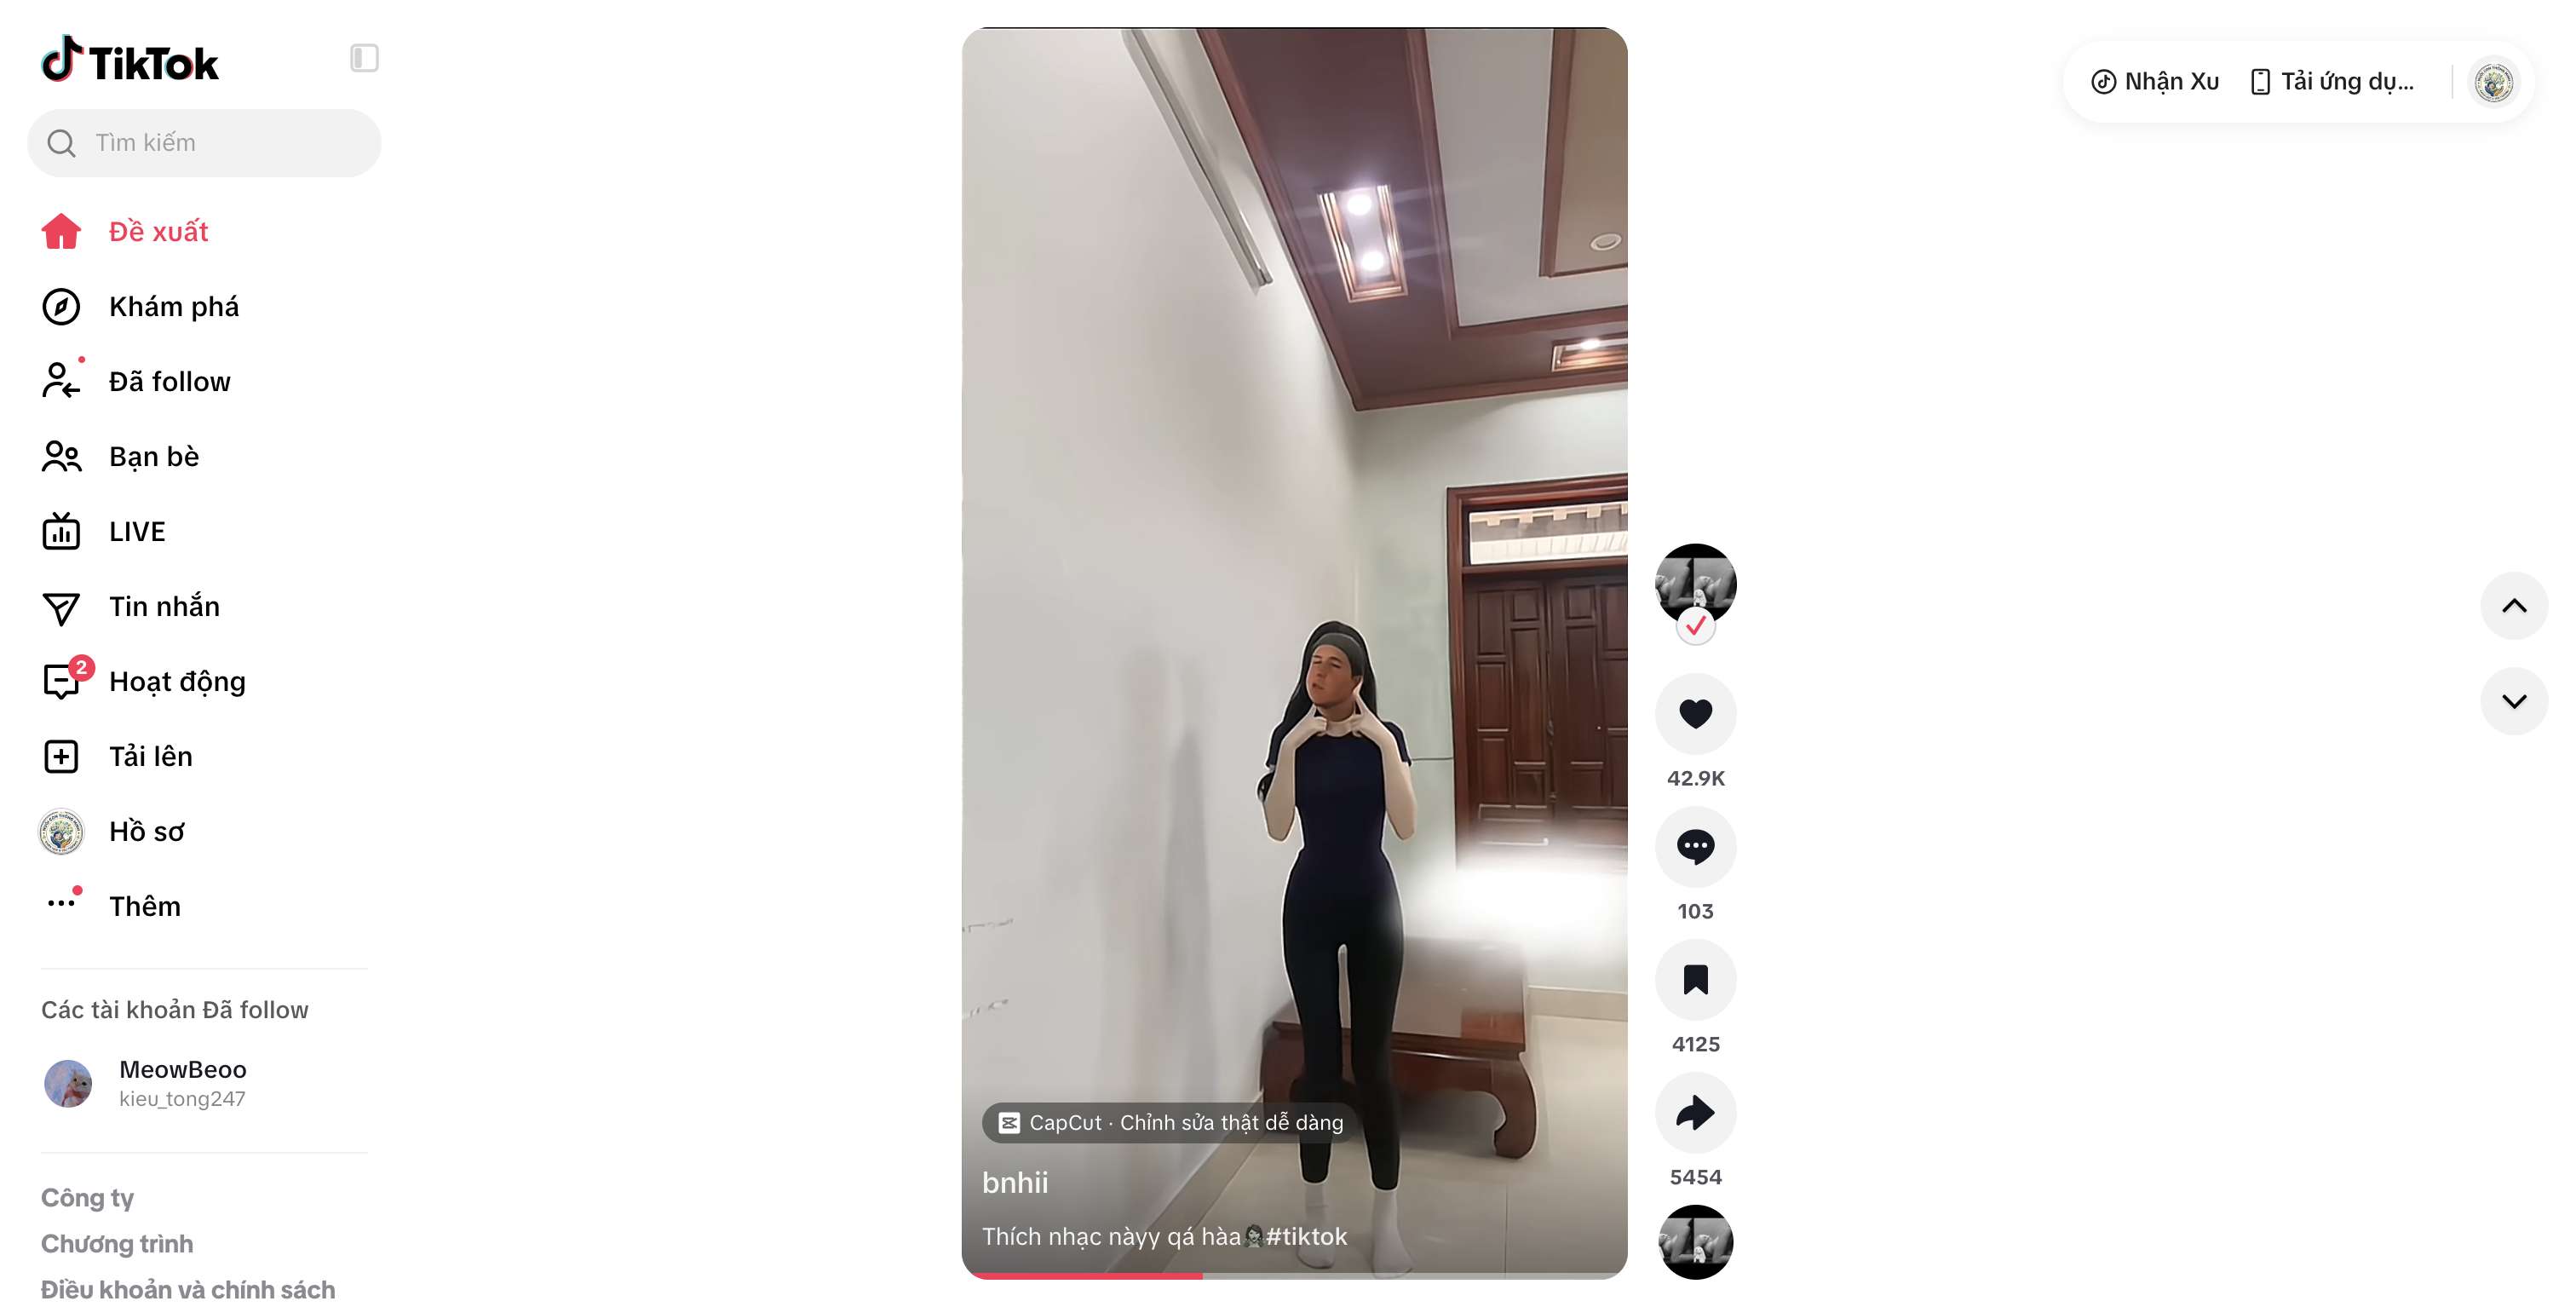 TikTok
Tìm kiếm
Đề xuất
Khám phá
Đã follow
Bạn bè
LIVE
Tin nhắn
2
Hoạt động
Tải lên
Hồ sơ
Thêm
Các tài khoản Đã follow
MeowBeoo
kieu_tong247
Công ty
Chương trình
Điều khoản và chính sách
CapCut · Chỉnh sửa thật dễ dàng
bnhii
Thích nhạc nàyy qá hàa #tiktok
42.9K
103
4125
5454
Nhận Xu
Tải ứng dụ...